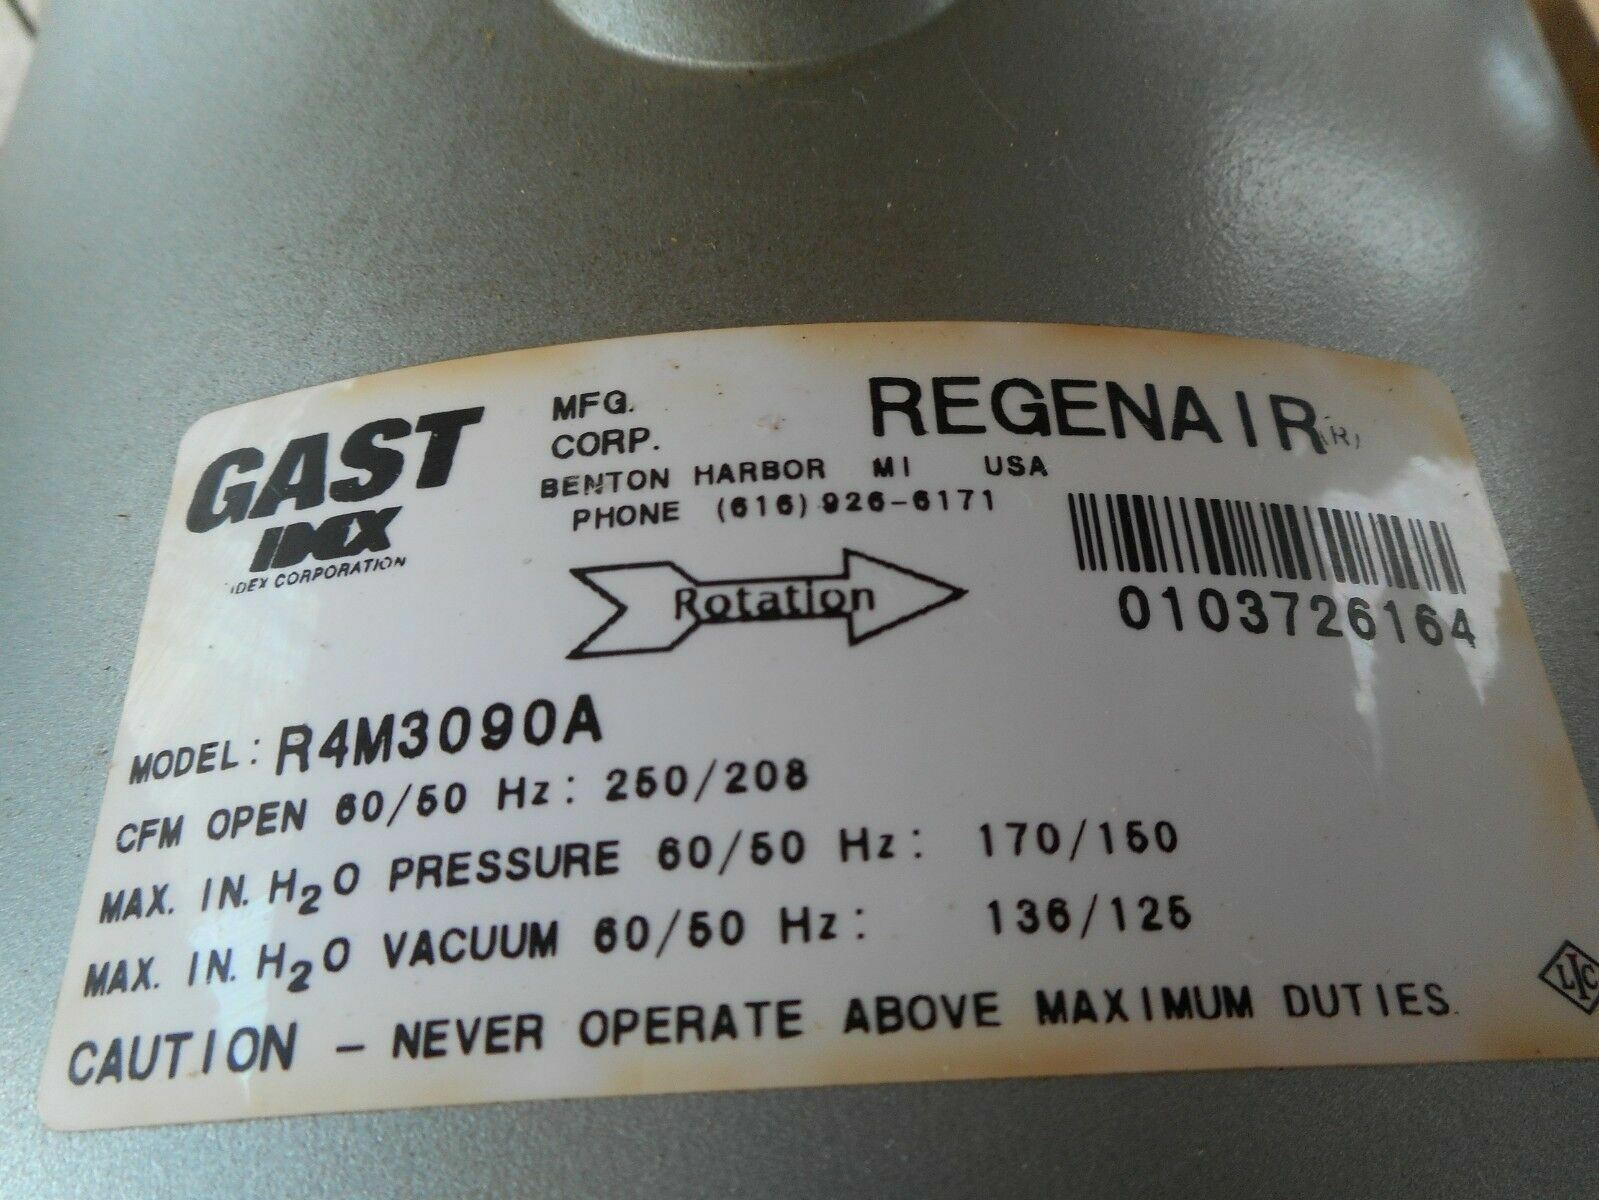 GAST
IDEX
IDEX CORPORATION
MFG.
CORP.
BENTON HARBOR MI USA
PHONE (616) 926-6171
REGENAIR(R)
Rotation
0103726164
MODEL: R4M3090A
CFM OPEN 60/50 Hz: 250/208
MAX. IN. H2O PRESSURE 60/50 Hz: 170/150
MAX. IN. H2O VACUUM 60/50 Hz: 136/125
CAUTION - NEVER OPERATE ABOVE MAXIMUM DUTIES.